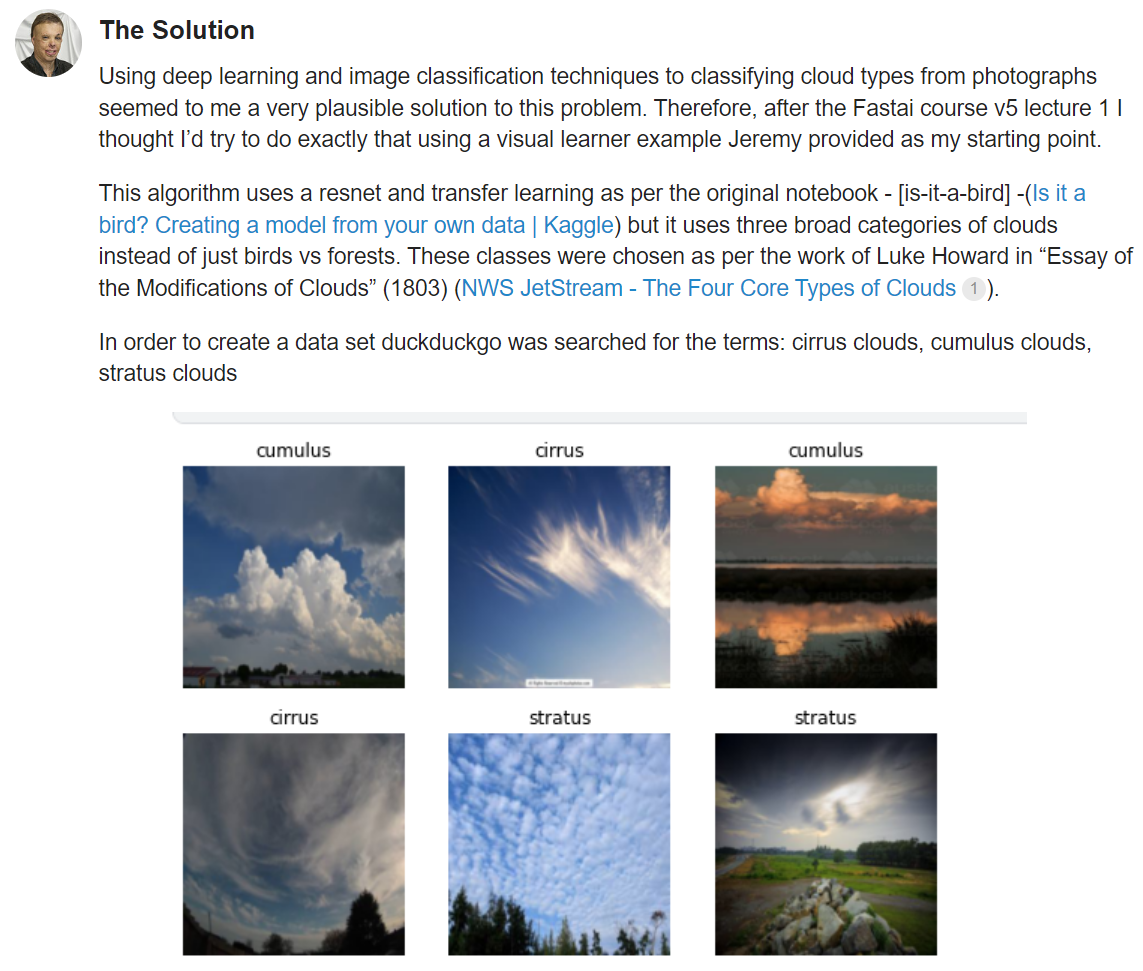 The Solution
Using deep learning and image classification techniques to classifying cloud types from photographs
seemed to me a very plausible solution to this problem. Therefore, after the Fastai course v5 lecture 1 I
thought I’d try to do exactly that using a visual learner example Jeremy provided as my starting point.
This algorithm uses a resnet and transfer learning as per the original notebook - [is-it-a-bird] -(Is it a
bird? Creating a model from your own data | Kaggle) but it uses three broad categories of clouds
instead of just birds vs forests. These classes were chosen as per the work of Luke Howard in “Essay of
the Modifications of Clouds” (1803) (NWS JetStream - The Four Core Types of Clouds 1).
In order to create a data set duckduckgo was searched for the terms: cirrus clouds, cumulus clouds,
stratus clouds
cumulus cirrus cumulus
cirrus stratus stratus